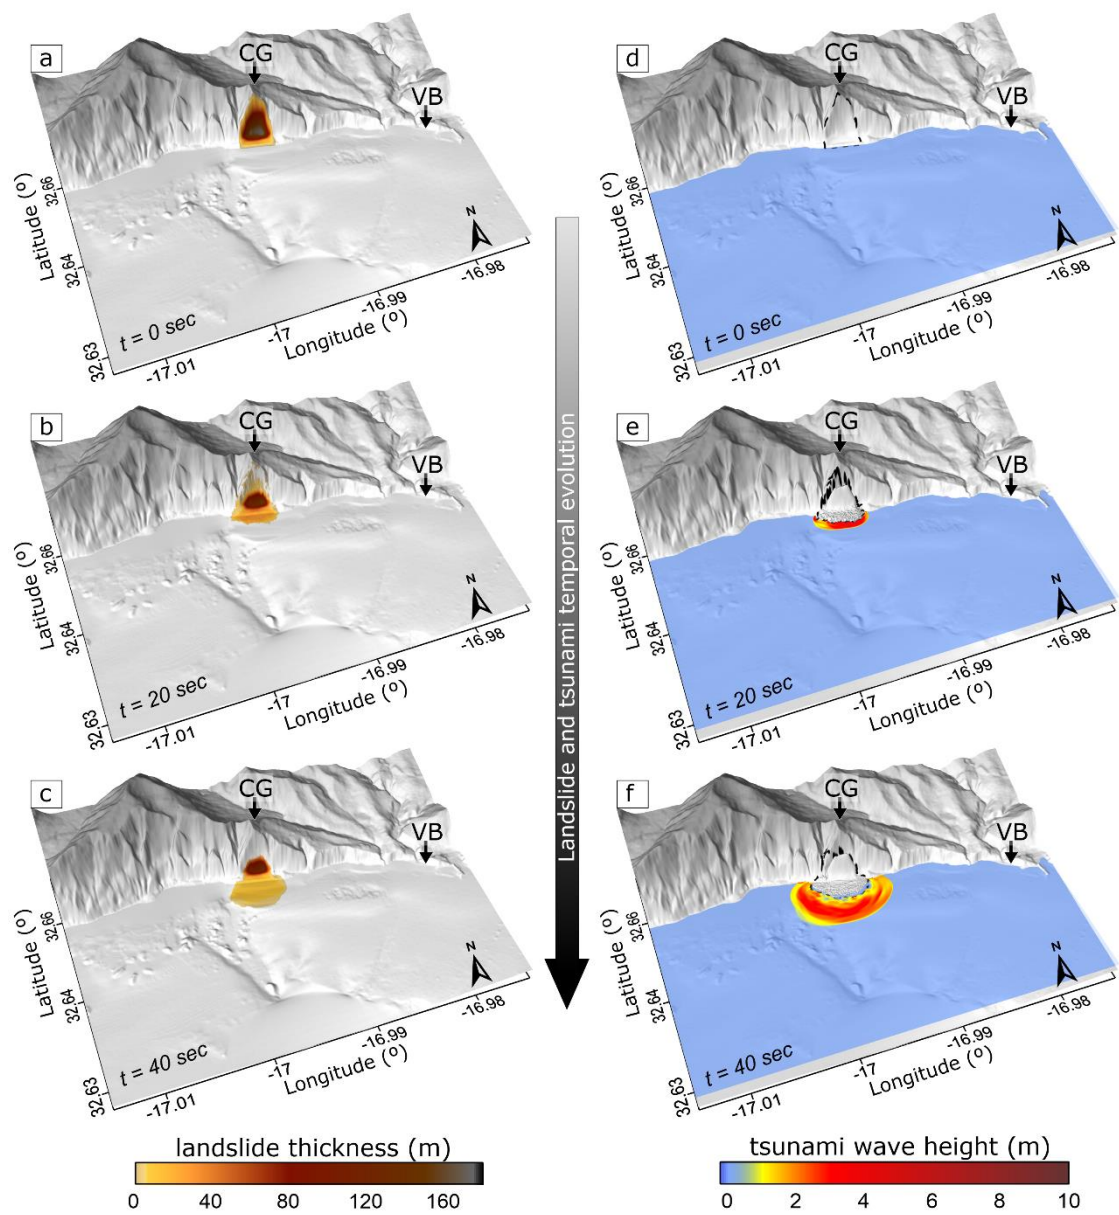 a
CG
VB
N
Latitude (º)
32.66
32.64
32.63
t = 0 sec
-17.01
-17
-16.99
-16.98
Longitude (º)
d
CG
VB
N
Latitude (º)
32.66
32.64
32.63
t = 0 sec
-17.01
-17
-16.99
-16.98
Longitude (º)
b
CG
VB
N
Latitude (º)
32.66
32.64
32.63
t = 20 sec
-17.01
-17
-16.99
-16.98
Longitude (º)
Landslide and tsunami temporal evolution
e
CG
VB
N
Latitude (º)
32.66
32.64
32.63
t = 20 sec
-17.01
-17
-16.99
-16.98
Longitude (º)
c
CG
VB
N
Latitude (º)
32.66
32.64
32.63
t = 40 sec
-17.01
-17
-16.99
-16.98
Longitude (º)
f
CG
VB
N
Latitude (º)
32.66
32.64
32.63
t = 40 sec
-17.01
-17
-16.99
-16.98
Longitude (º)
landslide thickness (m)
0 40 80 120 160
tsunami wave height (m)
0 2 4 6 8 10